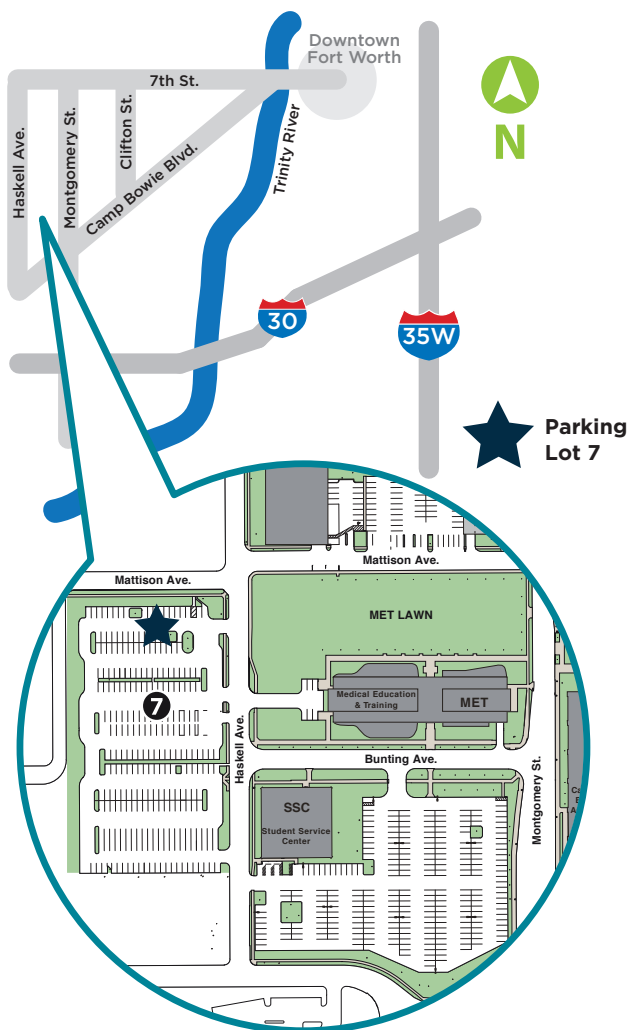 Downtown
Fort Worth
7th St.
Haskell Ave.
Montgomery St.
Clifton St.
Camp Bowie Blvd.
Trinity River
N
30
35W
Parking
Lot 7
Mattison Ave.
Mattison Ave.
MET LAWN
Medical Education
& Training
MET
7
Haskell Ave.
Bunting Ave.
Montgomery St.
SSC
Student Service
Center